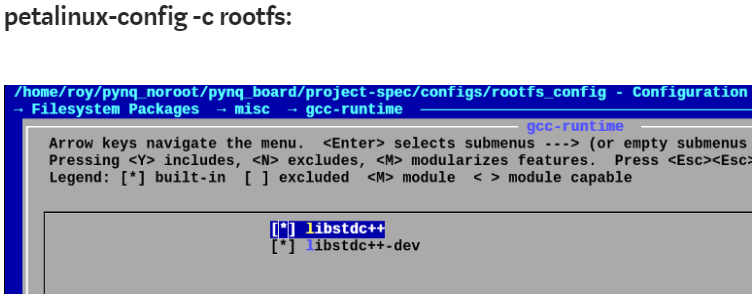 petalinux-config -c rootfs:
/home/roy/pynq_noroot/pynq_board/project-spec/configs/rootfs_config - Configuration
→ Filesystem Packages → misc → gcc-runtime
gcc-runtime
Arrow keys navigate the menu. <Enter> selects submenus ---> (or empty submenus
Pressing <Y> includes, <N> excludes, <M> modularizes features. Press <Esc><Esc>
Legend: [*] built-in [ ] excluded <M> module < > module capable
[*] libstdc++
[*] libstdc++-dev